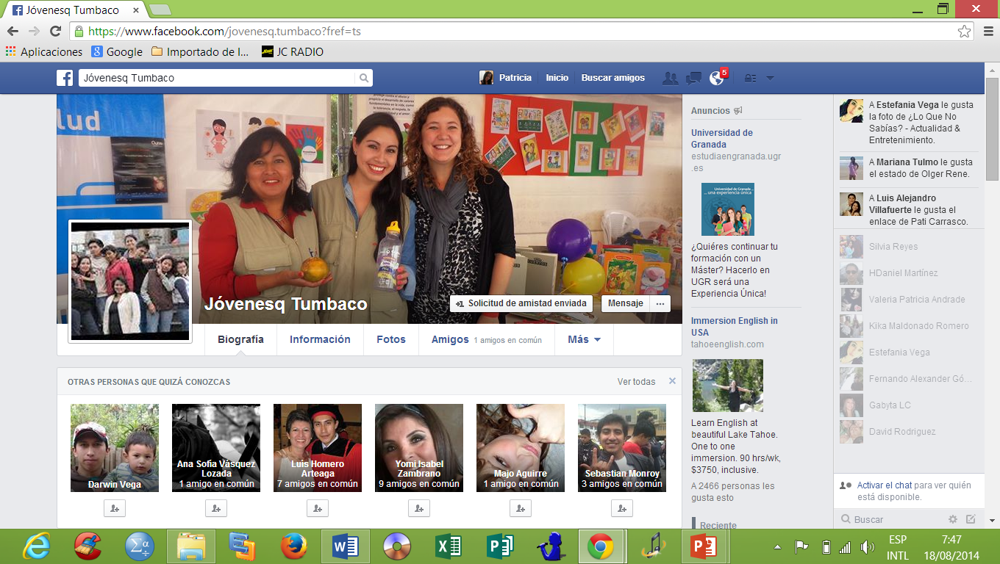 Jóvenesq Tumbaco
https://www.facebook.com/jovenesq.tumbaco?fref=ts
Aplicaciones Google Importado de I... JC RADIO
Jóvenesq Tumbaco
Patricia Inicio Buscar amigos 5
alud
Jóvenesq Tumbaco
+1 Solicitud de amistad enviada Mensaje ...
Biografía Información Fotos Amigos 1 amigos en común Más
OTRAS PERSONAS QUE QUIZÁ CONOZCAS Ver todas
Darwin Vega
Ana Sofía Vásquez
Lozada
1 amigo en común
Luis Homero
Arteaga
7 amigos en común
Yomi Isabel
Zambrano
9 amigos en común
Majo Aguirre
1 amigo en común
Sebastian Monroy
3 amigos en común
Anuncios
Universidad de
Granada
estudiaengranada.ugr
.es
Universidad de Granada
... una experiencia única!
¿Quiéres continuar tu
formación con un
Máster? Hacerlo en
UGR será una
Experiencia Única!
Immersion English in
USA
tahoeenglish.com
Learn English at
beautiful Lake Tahoe.
One to one
immersion. 90 hrs/wk,
$3750, inclusive.
A 2466 personas les
gusta esto
Reciente
A Estefania Vega le gusta
la foto de ¿Lo Que No
Sabías? - Actualidad &
Entretenimiento.
A Mariana Tulmo le gusta
el estado de Olger Rene.
A Luis Alejandro
Villafuerte le gusta el
enlace de Pati Carrasco.
Silvia Reyes
HDaniel Martínez
Valeria Patricia Andrade
Kika Maldonado Romero
Estefania Vega
Fernando Alexander Gó...
Gabyta LC
David Rodriguez
Activar el chat para ver quién
está disponible.
Buscar
ESP
INTL
7:47
18/08/2014